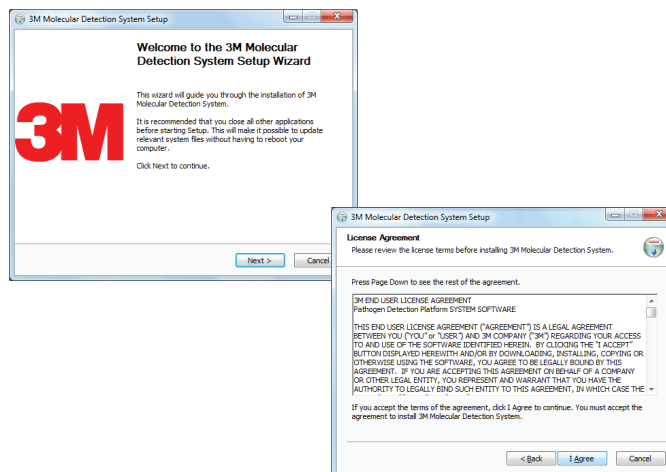 3M Molecular Detection System Setup
Welcome to the 3M Molecular
Detection System Setup Wizard
This wizard will guide you through the installation of 3M
Molecular Detection System.
It is recommended that you close all other applications
before starting Setup. This will make it possible to update
relevant system files without having to reboot your
computer.
Click Next to continue.
3M
Next >
Cancel
3M Molecular Detection System Setup
License Agreement
Please review the license terms before installing 3M Molecular Detection System.
Press Page Down to see the rest of the agreement.
3M END USER LICENSE AGREEMENT
Pathogen Detection Platform SYSTEM SOFTWARE
THIS END USER LICENSE AGREEMENT ("AGREEMENT") IS A LEGAL AGREEMENT
BETWEEN YOU ("YOU" or "USER") AND 3M COMPANY ("3M") REGARDING YOUR ACCESS
TO AND USE OF THE SOFTWARE IDENTIFIED HEREIN. BY CLICKING THE "I ACCEPT"
BUTTON DISPLAYED HEREWITH AND/OR BY DOWNLOADING, INSTALLING, COPYING OR
OTHERWISE USING THE SOFTWARE, YOU AGREE TO BE LEGALLY BOUND BY THIS
AGREEMENT. IF YOU ARE ACCEPTING THIS AGREEMENT ON BEHALF OF A COMPANY
OR OTHER LEGAL ENTITY, YOU REPRESENT AND WARRANT THAT YOU HAVE THE
AUTHORITY TO LEGALLY BIND SUCH ENTITY TO THIS AGREEMENT, IN WHICH CASE THE
If you accept the terms of the agreement, click I Agree to continue. You must accept the
agreement to install 3M Molecular Detection System.
< Back
I Agree
Cancel